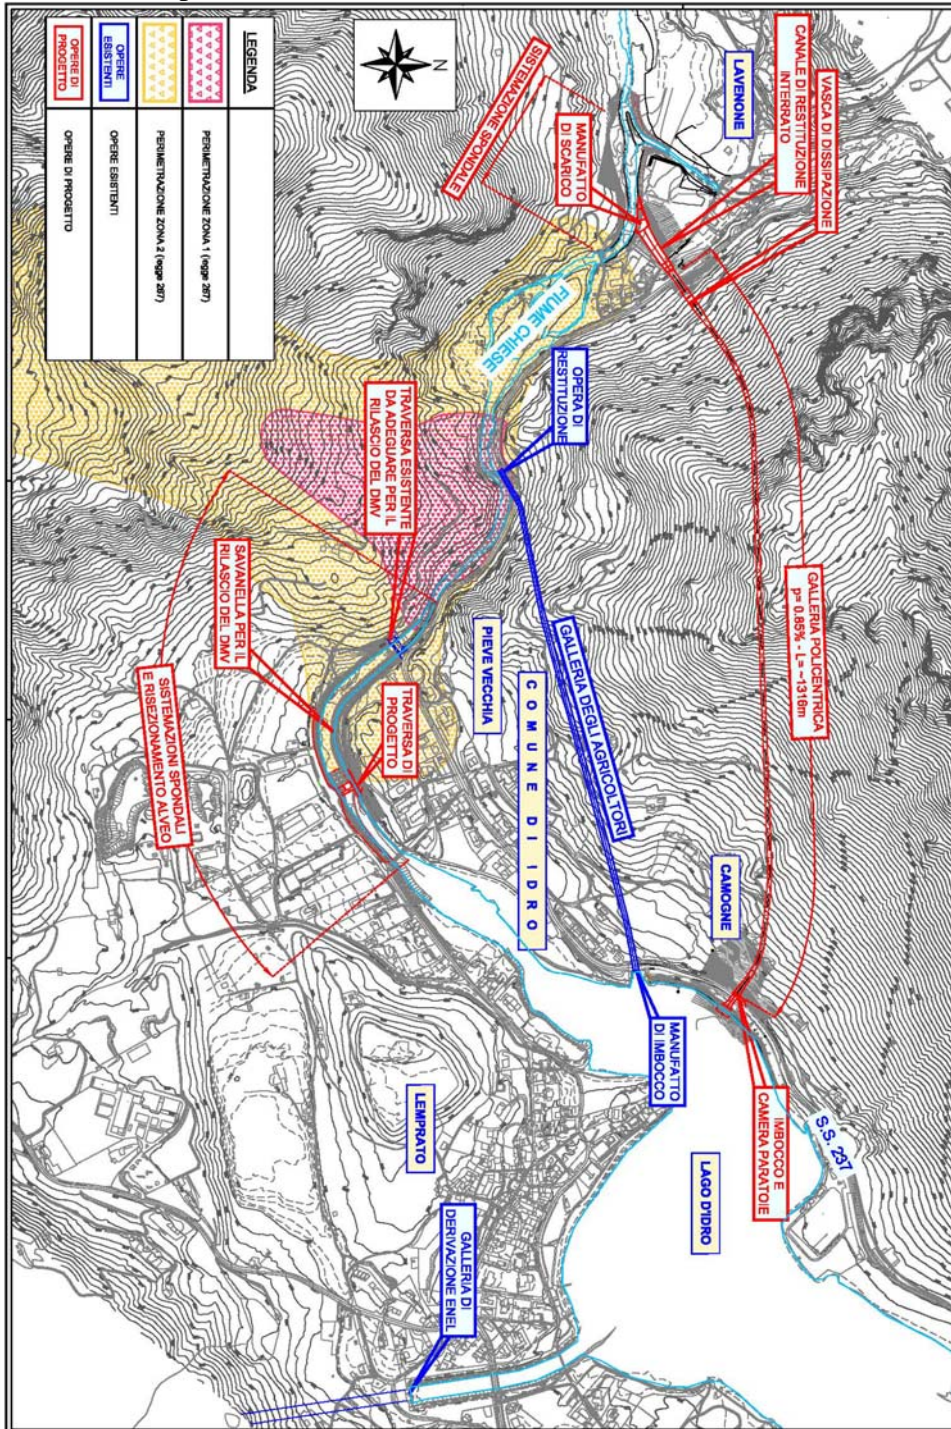 LEGENDA
PERIMETRAZIONE ZONA 1 (legge 267)
PERIMETRAZIONE ZONA 2 (legge 267)
OPERE
ESISTENTI
OPERE ESISTENTI
OPERE DI
PROGETTO
OPERE DI PROGETTO
N
LAVENONE
CANALE DI RESTITUZIONE
INTERRATO
VASCA DI DISSIPAZIONE
MANUFATTO
DI SCARICO
SISTEMAZIONE SPONDALE
FIUME CHIESE
OPERA DI
RESTITUZIONE
GALLERIA POLICENTRICA
p= 0.85% - L= ~1316m
GALLERIA DEGLI AGRICOLTORI
TRAVERSA ESISTENTE
DA ADEGUARE PER IL
RILASCIO DEL DMV
SAVANELLA PER IL
RILASCIO DEL DMV
PIEVE VECCHIA
COMUNE DI IDRO
TRAVERSA DI
PROGETTO
SISTEMAZIONI SPONDALI
E RISEZIONAMENTO ALVEO
CAMOGNE
MANUFATTO
DI IMBOCCO
IMBOCCO E
CAMERA PARATOIE
S.S. 237
LAGO D'IDRO
LEMPRATO
GALLERIA DI
DERIVAZIONE ENEL